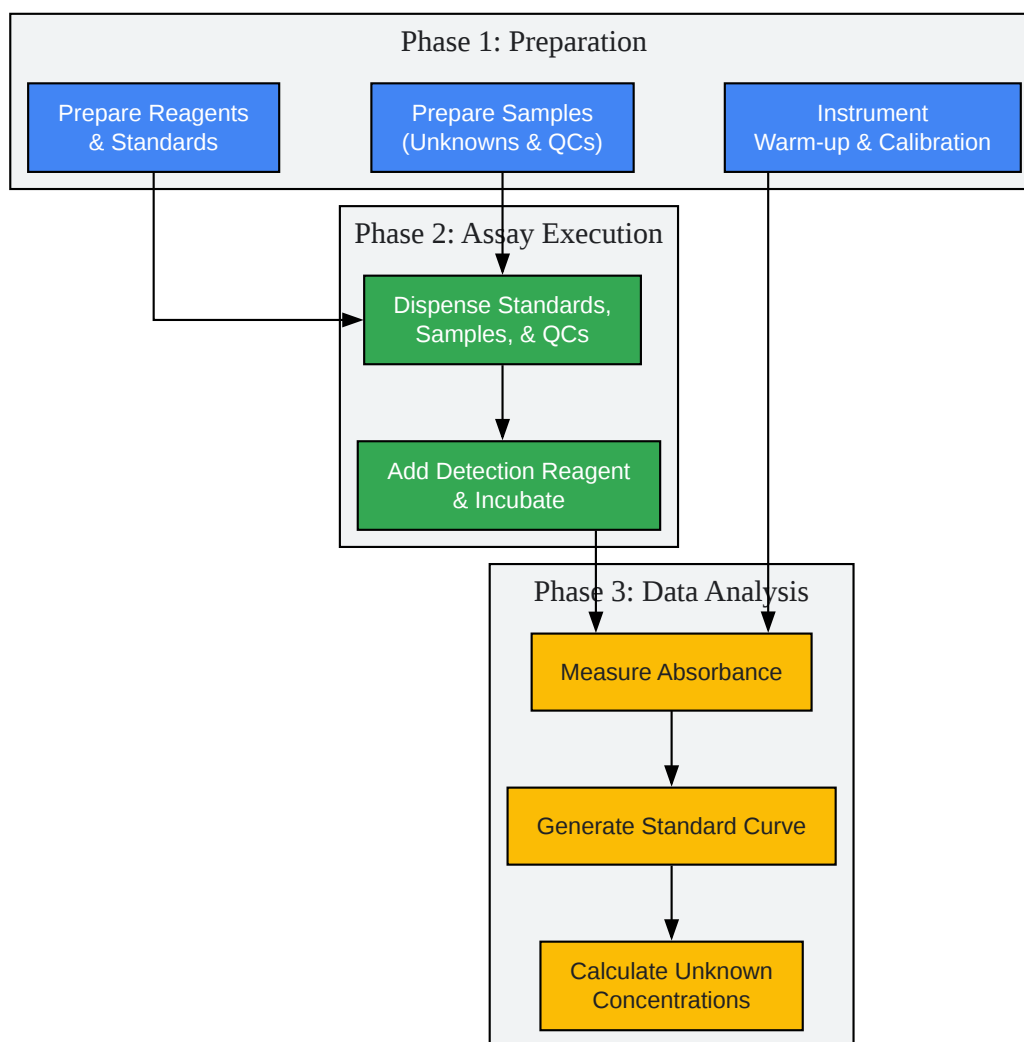 Phase 1: Preparation
Prepare Reagents
& Standards
Prepare Samples
(Unknowns & QCs)
Instrument
Warm-up & Calibration
Phase 2: Assay Execution
Dispense Standards,
Samples, & QCs
Add Detection Reagent
& Incubate
Phase 3: Data Analysis
Measure Absorbance
Generate Standard Curve
Calculate Unknown
Concentrations